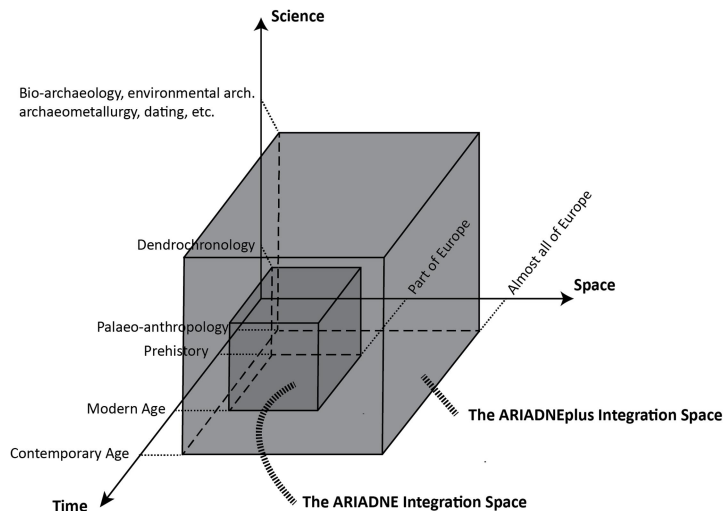 Science
Bio-archaeology, environmental arch.
archaeometallurgy, dating, etc.
Dendrochronology
Part of Europe
Almost all of Europe
Space
Palaeo-anthropology
Prehistory
Modern Age
The ARIADNEplus Integration Space
Contemporary Age
The ARIADNE Integration Space
Time